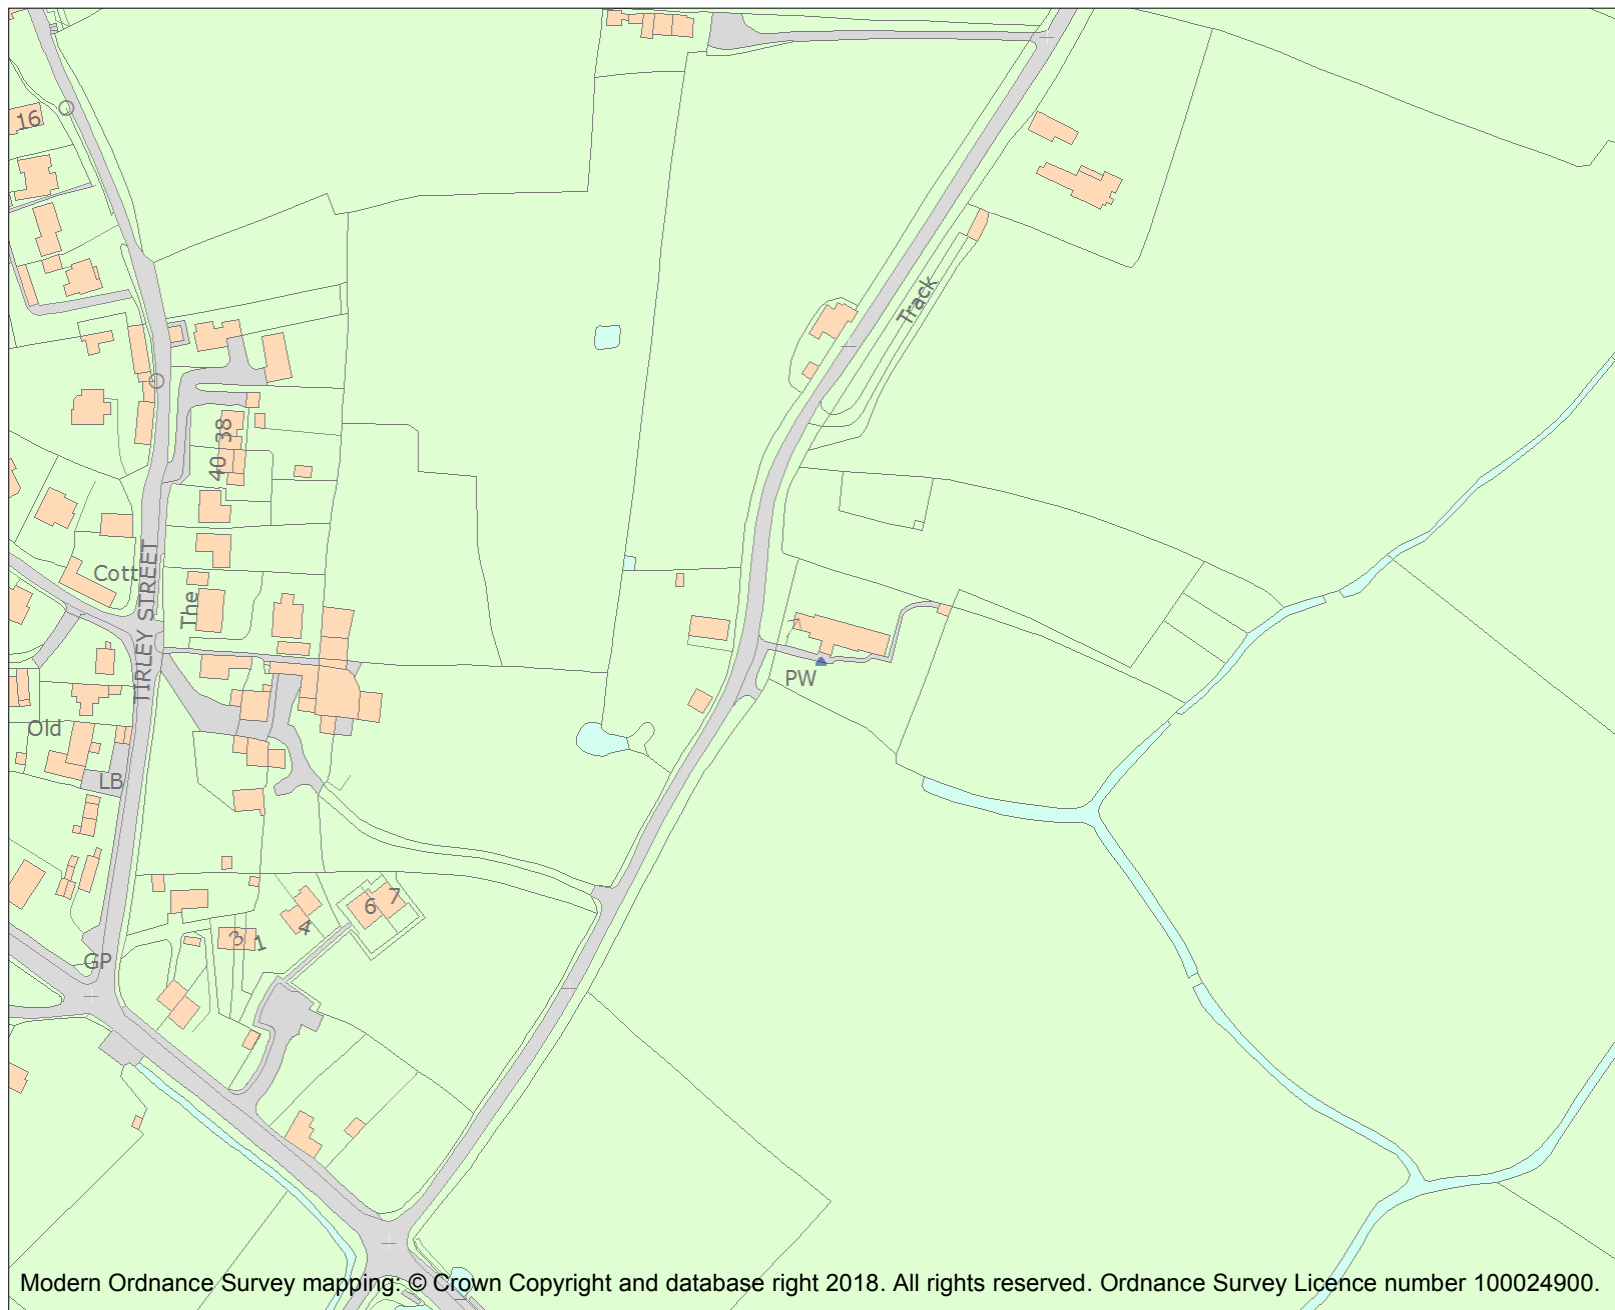 16
Track
38
40
Cott
TIRLEY STREET
The
PW
Old
LB
7
6
4
3
1
GP
Modern Ordnance Survey mapping: © Crown Copyright and database right 2018. All rights reserved. Ordnance Survey Licence number 100024900.